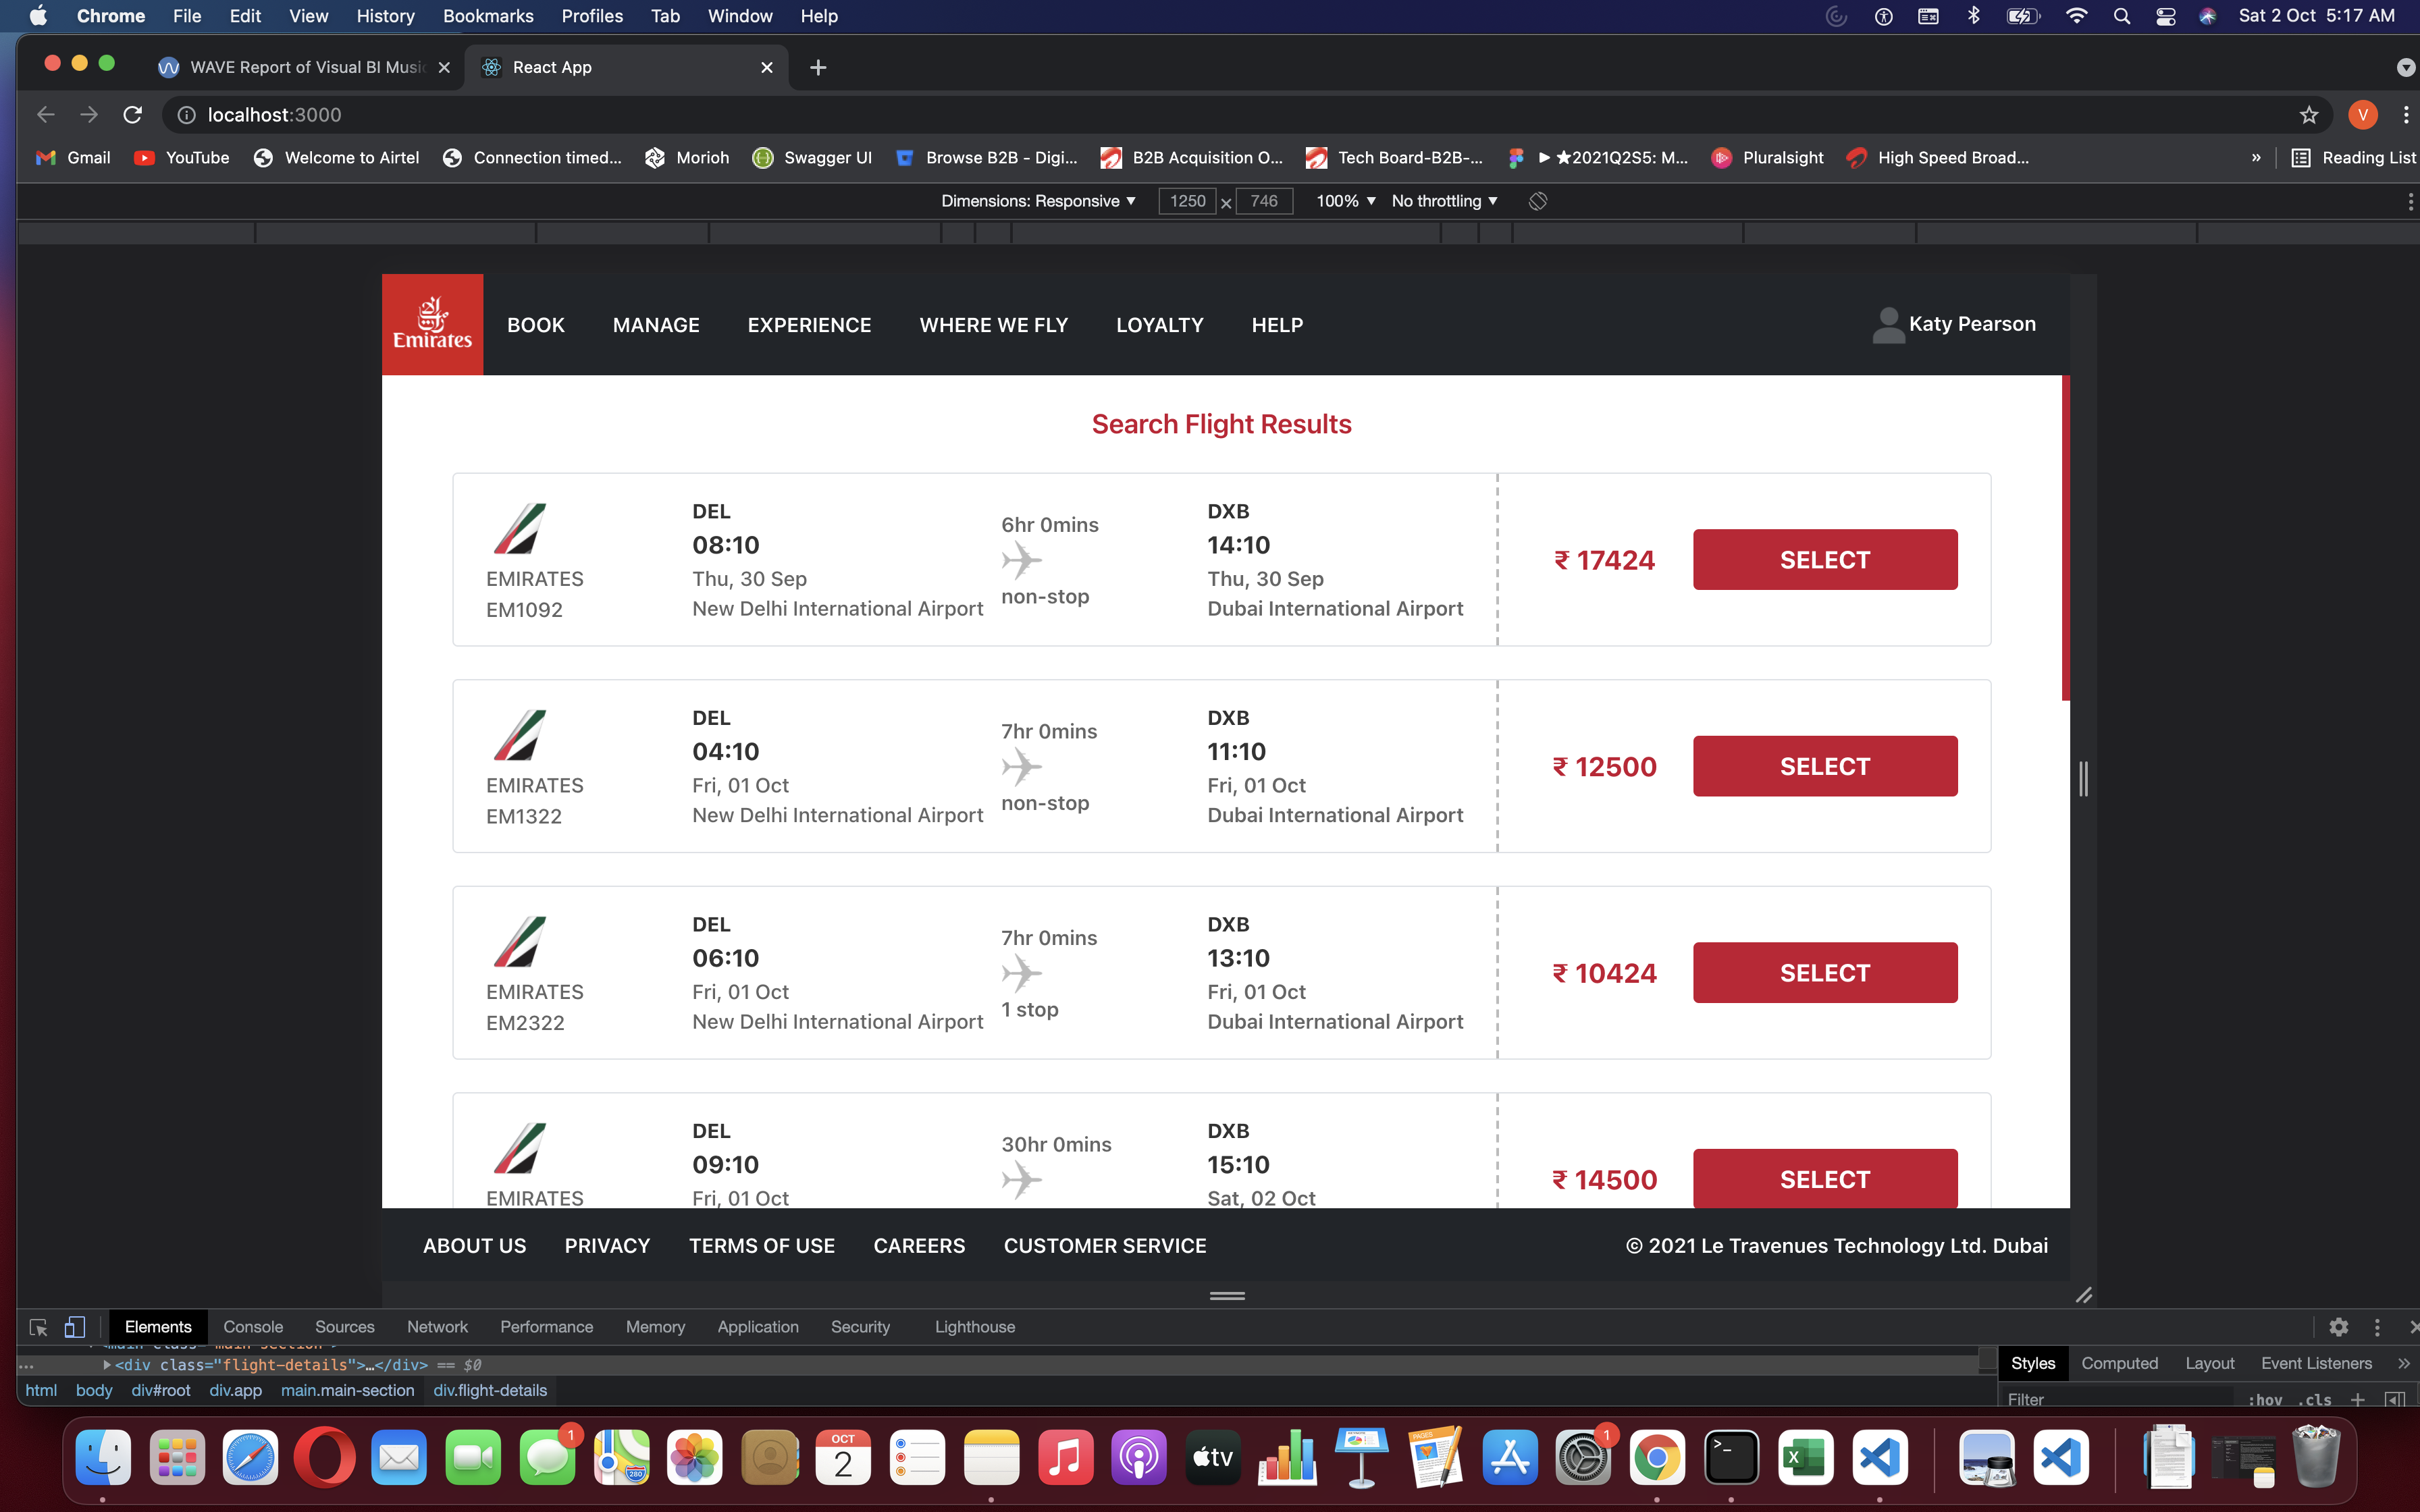 Chrome File Edit View History Bookmarks Profiles Tab Window Help
Sat 2 Oct 5:17 AM
WAVE Report of Visual BI Music
React App
localhost:3000
V
Gmail YouTube Welcome to Airtel Connection timed... Morioh Swagger UI Browse B2B - Digi... B2B Acquisition O... Tech Board-B2B-... ▶ ★2021Q2S5: M... Pluralsight High Speed Broad... » Reading List
Dimensions: Responsive ▼ 1250 × 746 100% ▼ No throttling ▼
Emirates
BOOK MANAGE EXPERIENCE WHERE WE FLY LOYALTY HELP
Katy Pearson
Search Flight Results
EMIRATES
EM1092
DEL
08:10
Thu, 30 Sep
New Delhi International Airport
6hr 0mins
non-stop
DXB
14:10
Thu, 30 Sep
Dubai International Airport
₹ 17424
SELECT
EMIRATES
EM1322
DEL
04:10
Fri, 01 Oct
New Delhi International Airport
7hr 0mins
non-stop
DXB
11:10
Fri, 01 Oct
Dubai International Airport
₹ 12500
SELECT
EMIRATES
EM2322
DEL
06:10
Fri, 01 Oct
New Delhi International Airport
7hr 0mins
1 stop
DXB
13:10
Fri, 01 Oct
Dubai International Airport
₹ 10424
SELECT
EMIRATES
DEL
09:10
Fri, 01 Oct
30hr 0mins
DXB
15:10
Sat, 02 Oct
₹ 14500
SELECT
ABOUT US PRIVACY TERMS OF USE CAREERS CUSTOMER SERVICE
© 2021 Le Travenues Technology Ltd. Dubai
Elements Console Sources Network Performance Memory Application Security Lighthouse
... ▶<div class="flight-details">…</div> == $0
html body div#root div.app main.main-section div.flight-details
Styles Computed Layout Event Listeners »
Filter :hov .cls +
1
280
OCT
2
tv
PAGES
1
>_
X